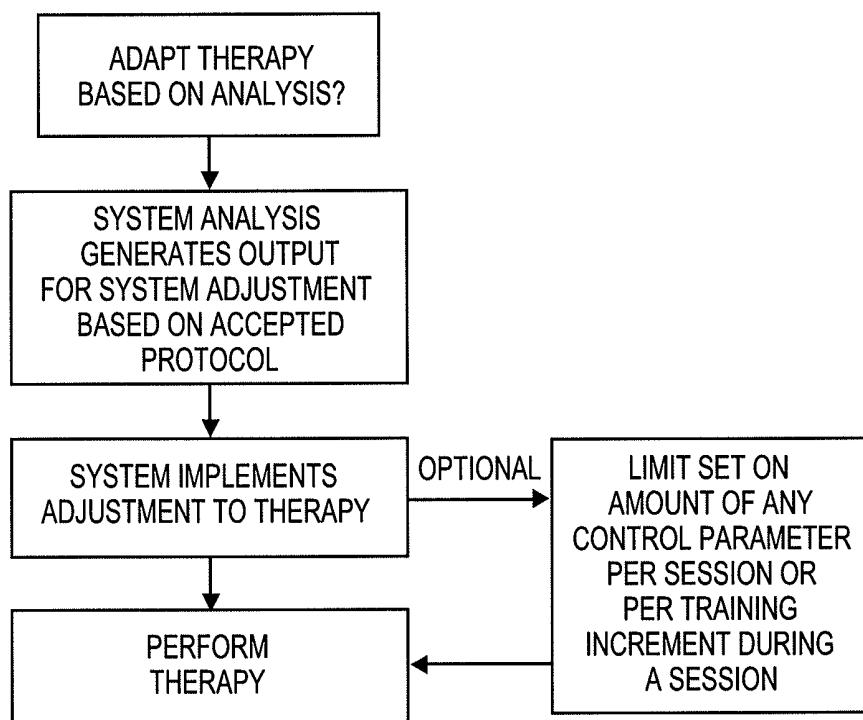 ADAPT THERAPY
BASED ON ANALYSIS?
SYSTEM ANALYSIS
GENERATES OUTPUT
FOR SYSTEM ADJUSTMENT
BASED ON ACCEPTED
PROTOCOL
SYSTEM IMPLEMENTS
ADJUSTMENT TO THERAPY
OPTIONAL
LIMIT SET ON
AMOUNT OF ANY
CONTROL PARAMETER
PER SESSION OR
PER TRAINING
INCREMENT DURING
A SESSION
PERFORM
THERAPY